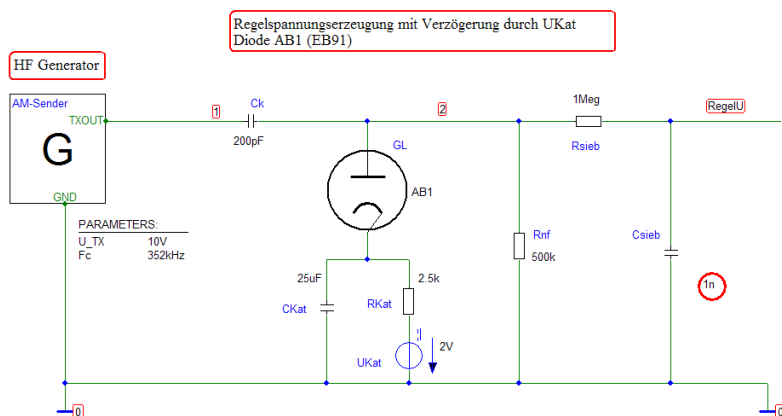 Regelspannungserzeugung mit Verzögerung durch UKat
Diode AB1 (EB91)
HF Generator
AM-Sender
TXOUT
G
GND
PARAMETERS:
U_TX 10V
Fc 352kHz
1
Ck
200pF
2
GL
AB1
1Meg
Rsieb
RegelU
Rnf
500k
Csieb
1n
25uF
CKat
2.5k
RKat
UKat
2V
0
0